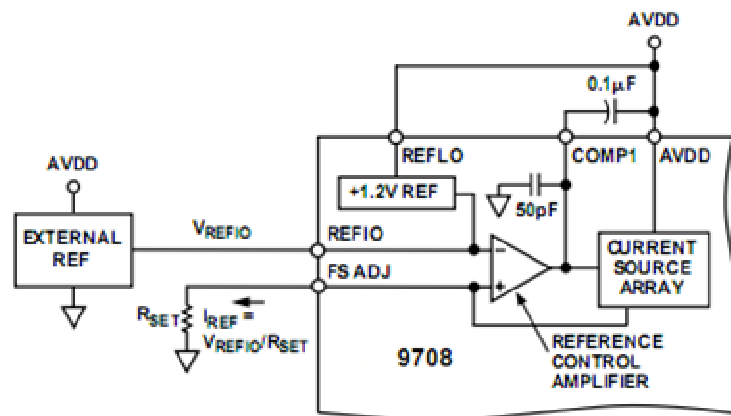 AVDD
0.1µF
REFLO
COMP1
AVDD
AVDD
+1.2V REF
50pF
EXTERNAL
REF
VREFIO
REFIO
CURRENT
SOURCE
ARRAY
FS ADJ
RSET
IREF =
VREFIO/RSET
9708
REFERENCE
CONTROL
AMPLIFIER
−
+